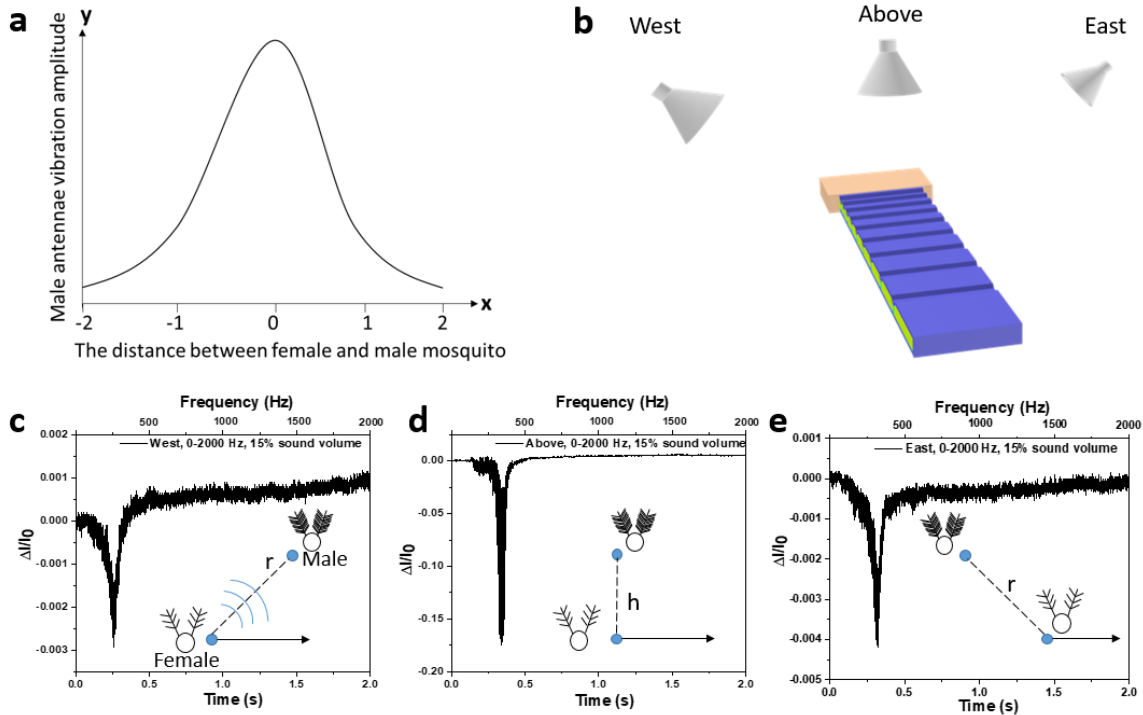 a
y
Male antennae vibration amplitude
x
-2
-1
0
1
2
The distance between female and male mosquito
b
West
Above
East
c
Frequency (Hz)
500 1000 1500 2000
West, 0-2000 Hz, 15% sound volume
0.002
0.001
0.000
-0.001
-0.002
-0.003
ΔI/I0
r
Male
Female
0.0 0.5 1.0 1.5 2.0
Time (s)
d
Frequency (Hz)
500 1000 1500 2000
Above, 0-2000 Hz, 15% sound volume
0.00
-0.05
-0.10
-0.15
-0.20
ΔI/I0
h
0.0 0.5 1.0 1.5 2.0
Time (s)
e
Frequency (Hz)
500 1000 1500 2000
East, 0-2000 Hz, 15% sound volume
0.001
0.000
-0.001
-0.002
-0.003
-0.004
-0.005
ΔI/I0
r
0.0 0.5 1.0 1.5 2.0
Time (s)